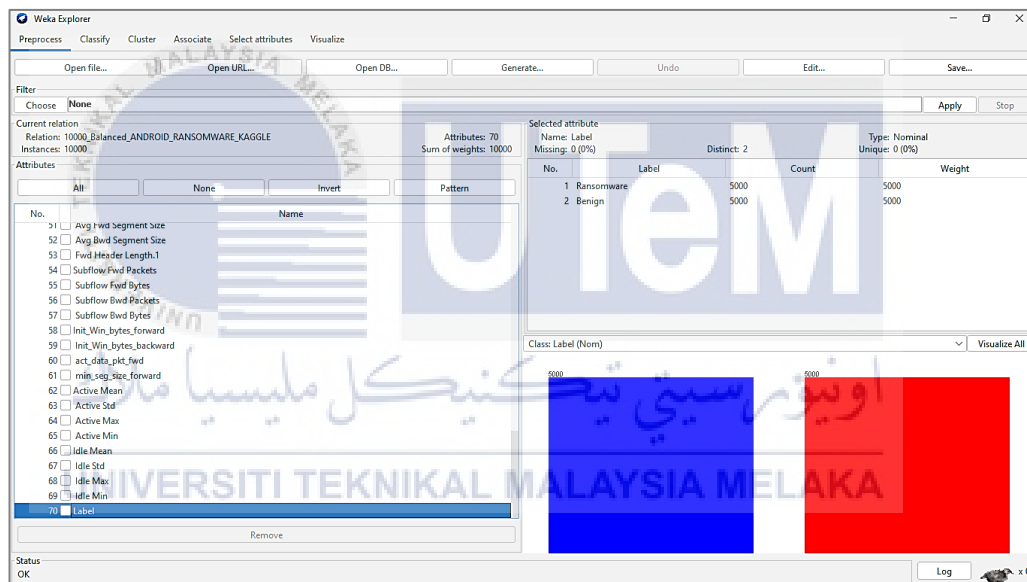 Weka Explorer
Preprocess Classify Cluster Associate Select attributes Visualize
Open file... Open URL... Open DB... Generate... Undo Edit... Save...
Filter
Choose None Apply Stop
Current relation
Relation: 10000_Balanced_ANDROID_RANSOMWARE_KAGGLE Attributes: 70
Instances: 10000 Sum of weights: 10000
Selected attribute
Name: Label Type: Nominal
Missing: 0 (0%) Distinct: 2 Unique: 0 (0%)
No. Label Count Weight
1 Ransomware 5000 5000
2 Benign 5000 5000
Attributes
All None Invert Pattern
No. Name
51 Avg Fwd Segment Size
52 Avg Bwd Segment Size
53 Fwd Header Length.1
54 Subflow Fwd Packets
55 Subflow Fwd Bytes
56 Subflow Bwd Packets
57 Subflow Bwd Bytes
58 Init_Win_bytes_forward
59 Init_Win_bytes_backward
60 act_data_pkt_fwd
61 min_seg_size_forward
62 Active Mean
63 Active Std
64 Active Max
65 Active Min
66 Idle Mean
67 Idle Std
68 Idle Max
69 Idle Min
70 Label
Remove
Class: Label (Nom) Visualize All
5000 5000
Status
OK
Log
UTeM
اونيۏرسيتي تيكنيكل مليسيا ملاك
UNIVERSITI TEKNIKAL MALAYSIA MELAKA